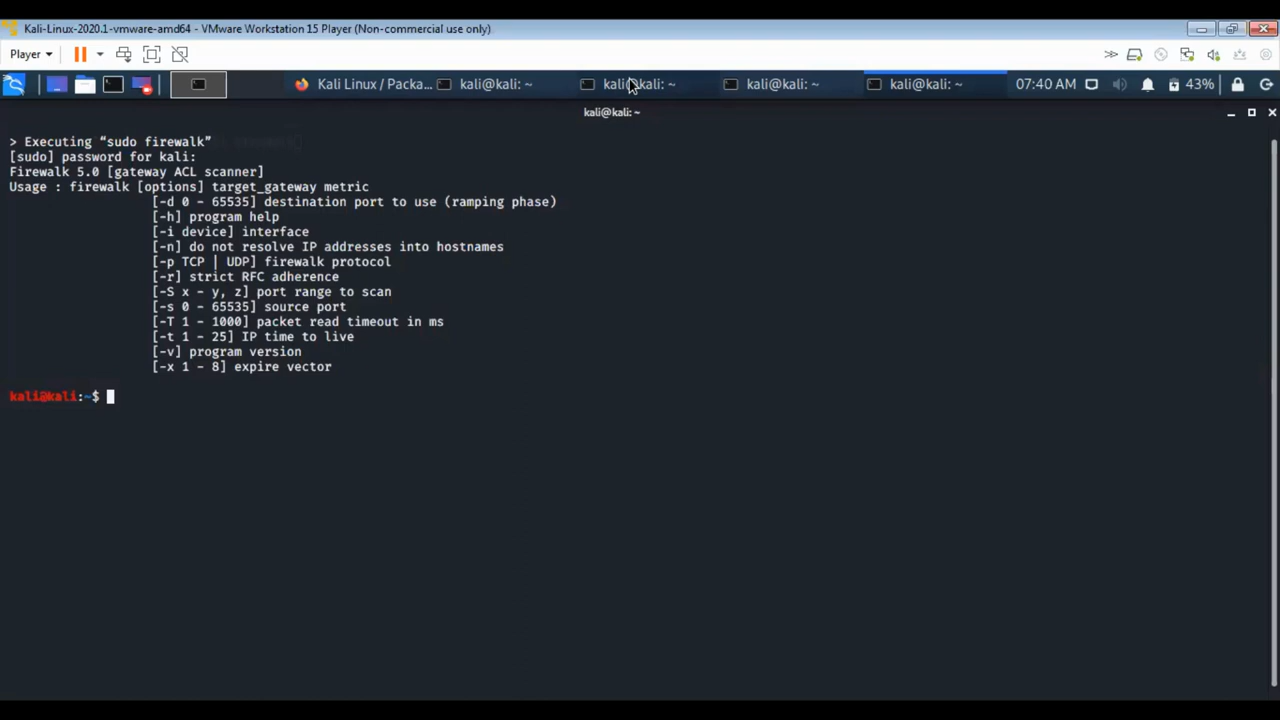 Kali-Linux-2020.1-vmware-amd64 - VMware Workstation 15 Player (Non-commercial use only)
Player
Kali Linux / Packa... kali@kali: ~ kali@kali: ~ kali@kali: ~ kali@kali: ~ 07:40 AM 43%
kali@kali: ~
> Executing “sudo firewalk”
[sudo] password for kali:
Firewalk 5.0 [gateway ACL scanner]
Usage : firewalk [options] target_gateway metric
[-d 0 - 65535] destination port to use (ramping phase)
[-h] program help
[-i device] interface
[-n] do not resolve IP addresses into hostnames
[-p TCP | UDP] firewalk protocol
[-r] strict RFC adherence
[-S x - y, z] port range to scan
[-s 0 - 65535] source port
[-T 1 - 1000] packet read timeout in ms
[-t 1 - 25] IP time to live
[-v] program version
[-x 1 - 8] expire vector
kali@kali:~$